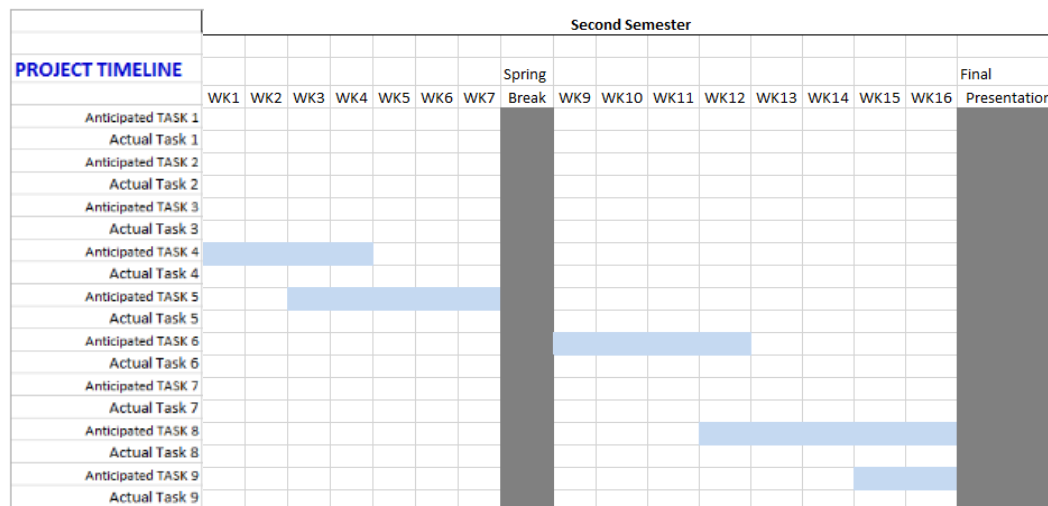 Second Semester
PROJECT TIMELINE
Spring
Final
WK1 WK2 WK3 WK4 WK5 WK6 WK7 Break WK9 WK10 WK11 WK12 WK13 WK14 WK15 WK16 Presentation
Anticipated TASK 1
Actual Task 1
Anticipated TASK 2
Actual Task 2
Anticipated TASK 3
Actual Task 3
Anticipated TASK 4
Actual Task 4
Anticipated TASK 5
Actual Task 5
Anticipated TASK 6
Actual Task 6
Anticipated TASK 7
Actual Task 7
Anticipated TASK 8
Actual Task 8
Anticipated TASK 9
Actual Task 9